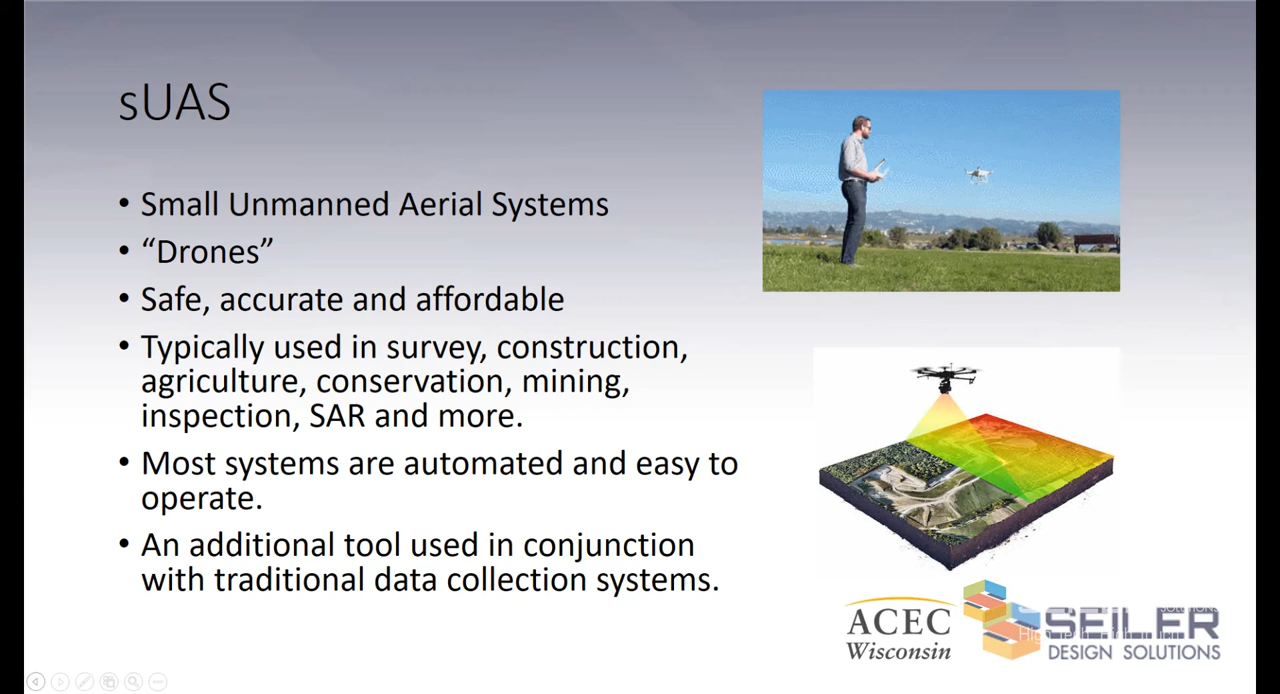 sUAS
• Small Unmanned Aerial Systems
• “Drones”
• Safe, accurate and affordable
• Typically used in survey, construction,
agriculture, conservation, mining,
inspection, SAR and more.
• Most systems are automated and easy to
operate.
• An additional tool used in conjunction
with traditional data collection systems.
ACEC
Wisconsin
SEILER
DESIGN SOLUTIONS